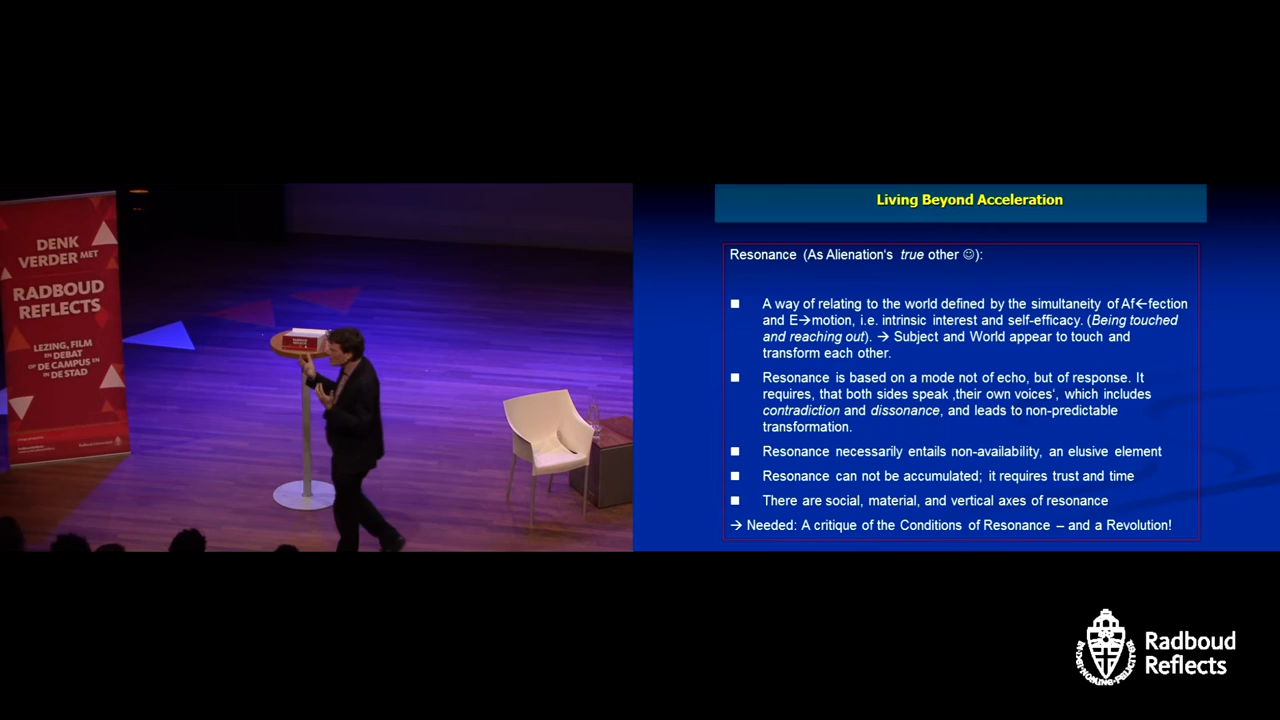 DENK
VERDER MET
RADBOUD
REFLECTS
LEZING, FILM
EN DEBAT
OP DE CAMPUS EN
IN DE STAD
Radboud
Living Beyond Acceleration
Resonance (As Alienation‘s true other ☺):
■ A way of relating to the world defined by the simultaneity of Af←fection
and E→motion, i.e. intrinsic interest and self-efficacy. (Being touched
and reaching out). → Subject and World appear to touch and
transform each other.
■ Resonance is based on a mode not of echo, but of response. It
requires, that both sides speak ‚their own voices‘, which includes
contradiction and dissonance, and leads to non-predictable
transformation.
■ Resonance necessarily entails non-availability, an elusive element
■ Resonance can not be accumulated; it requires trust and time
■ There are social, material, and vertical axes of resonance
→ Needed: A critique of the Conditions of Resonance – and a Revolution!
Radboud
Reflects